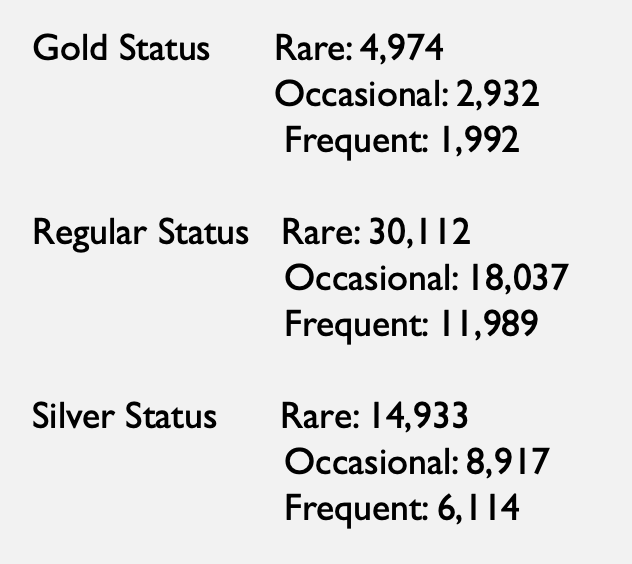 Gold Status Rare: 4,974
Occasional: 2,932
Frequent: 1,992
Regular Status Rare: 30,112
Occasional: 18,037
Frequent: 11,989
Silver Status Rare: 14,933
Occasional: 8,917
Frequent: 6,114